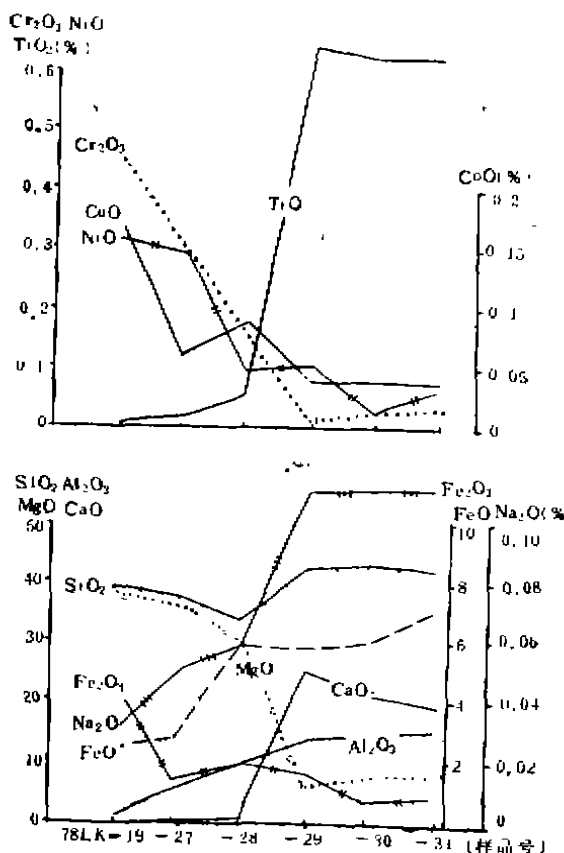 Cr₂O₃ NiO
TiO₂(%)
0.6
0.5
Cr₂O₃
0.4
CoO(%)
0.2
TiO
CuO
NiO
0.3
0.15
0.2
0.1
0.1
0.05
0
0
SiO₂ Al₂O₃
Fe₂O₃
MgO CaO
FeO Na₂O(%
50
10
0.10
40
SiO₂
8
0.08
30
6
0.06
MgO
Fe₂O₃
CaO
20
4
0.04
Na₂O
Al₂O₃
FeO
10
2
0.02
0
0
78LK-19 -27 -28 -29 -30 -31 (样品号)